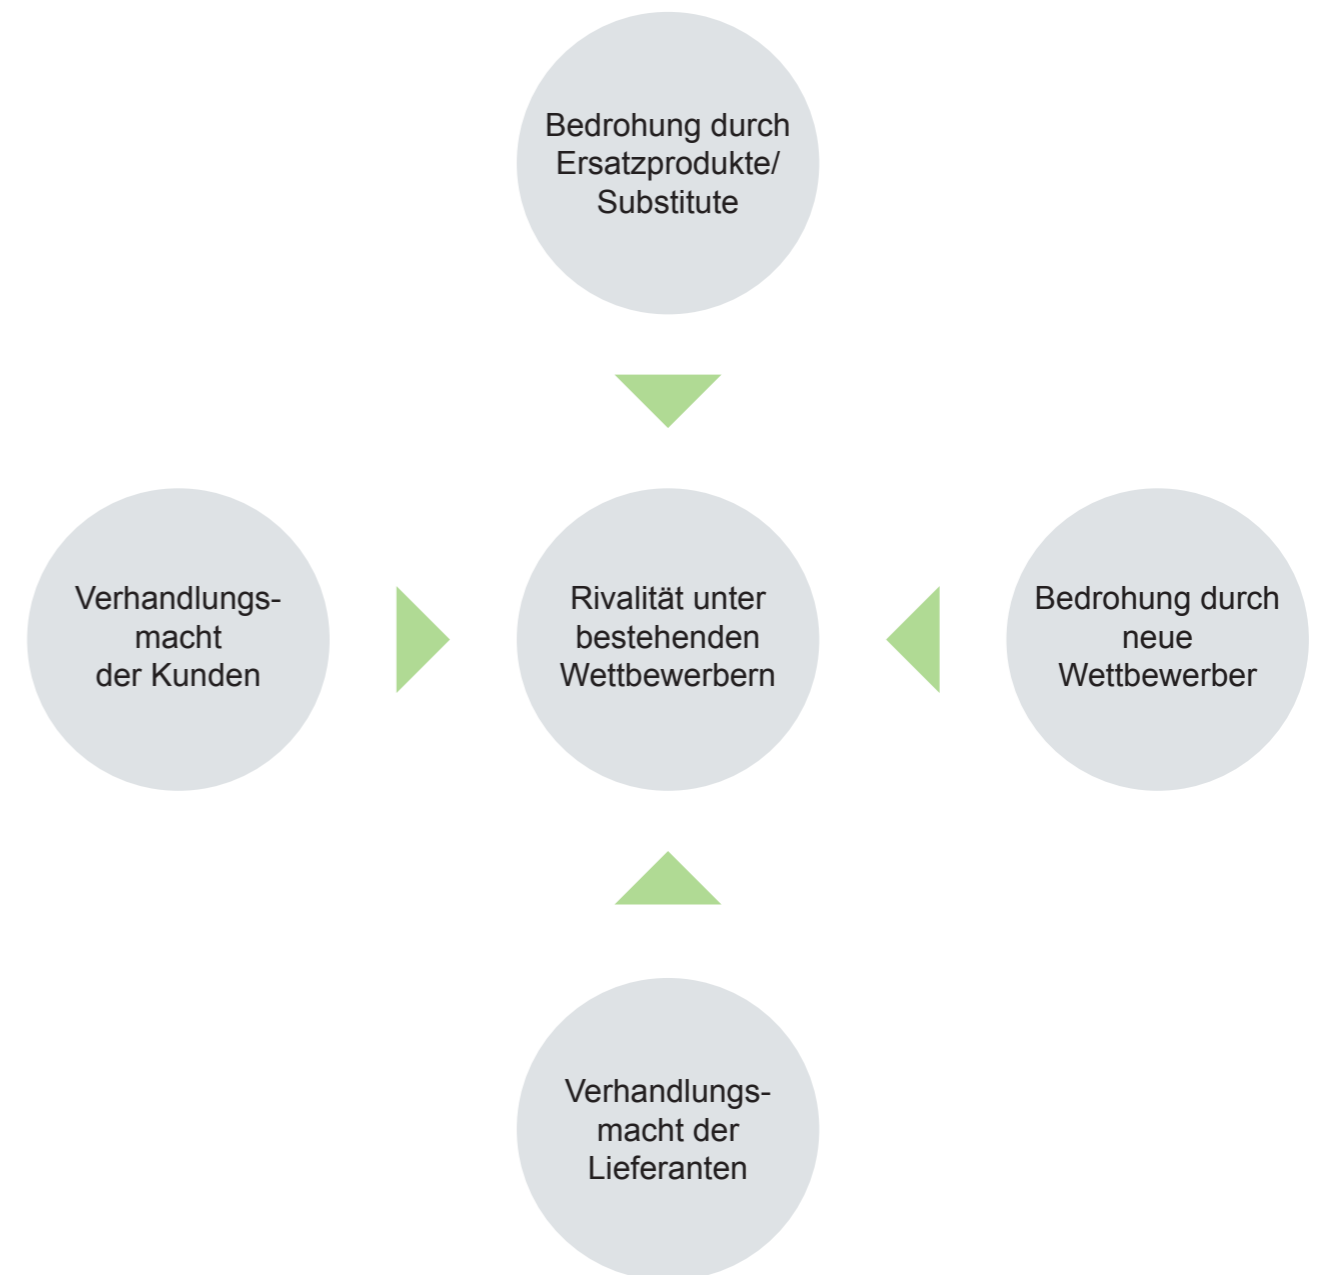 Bedrohung durch
Ersatzprodukte/
Substitute
Verhandlungs-
macht
der Kunden
Rivalität unter
bestehenden
Wettbewerbern
Bedrohung durch
neue
Wettbewerber
Verhandlungs-
macht der
Lieferanten